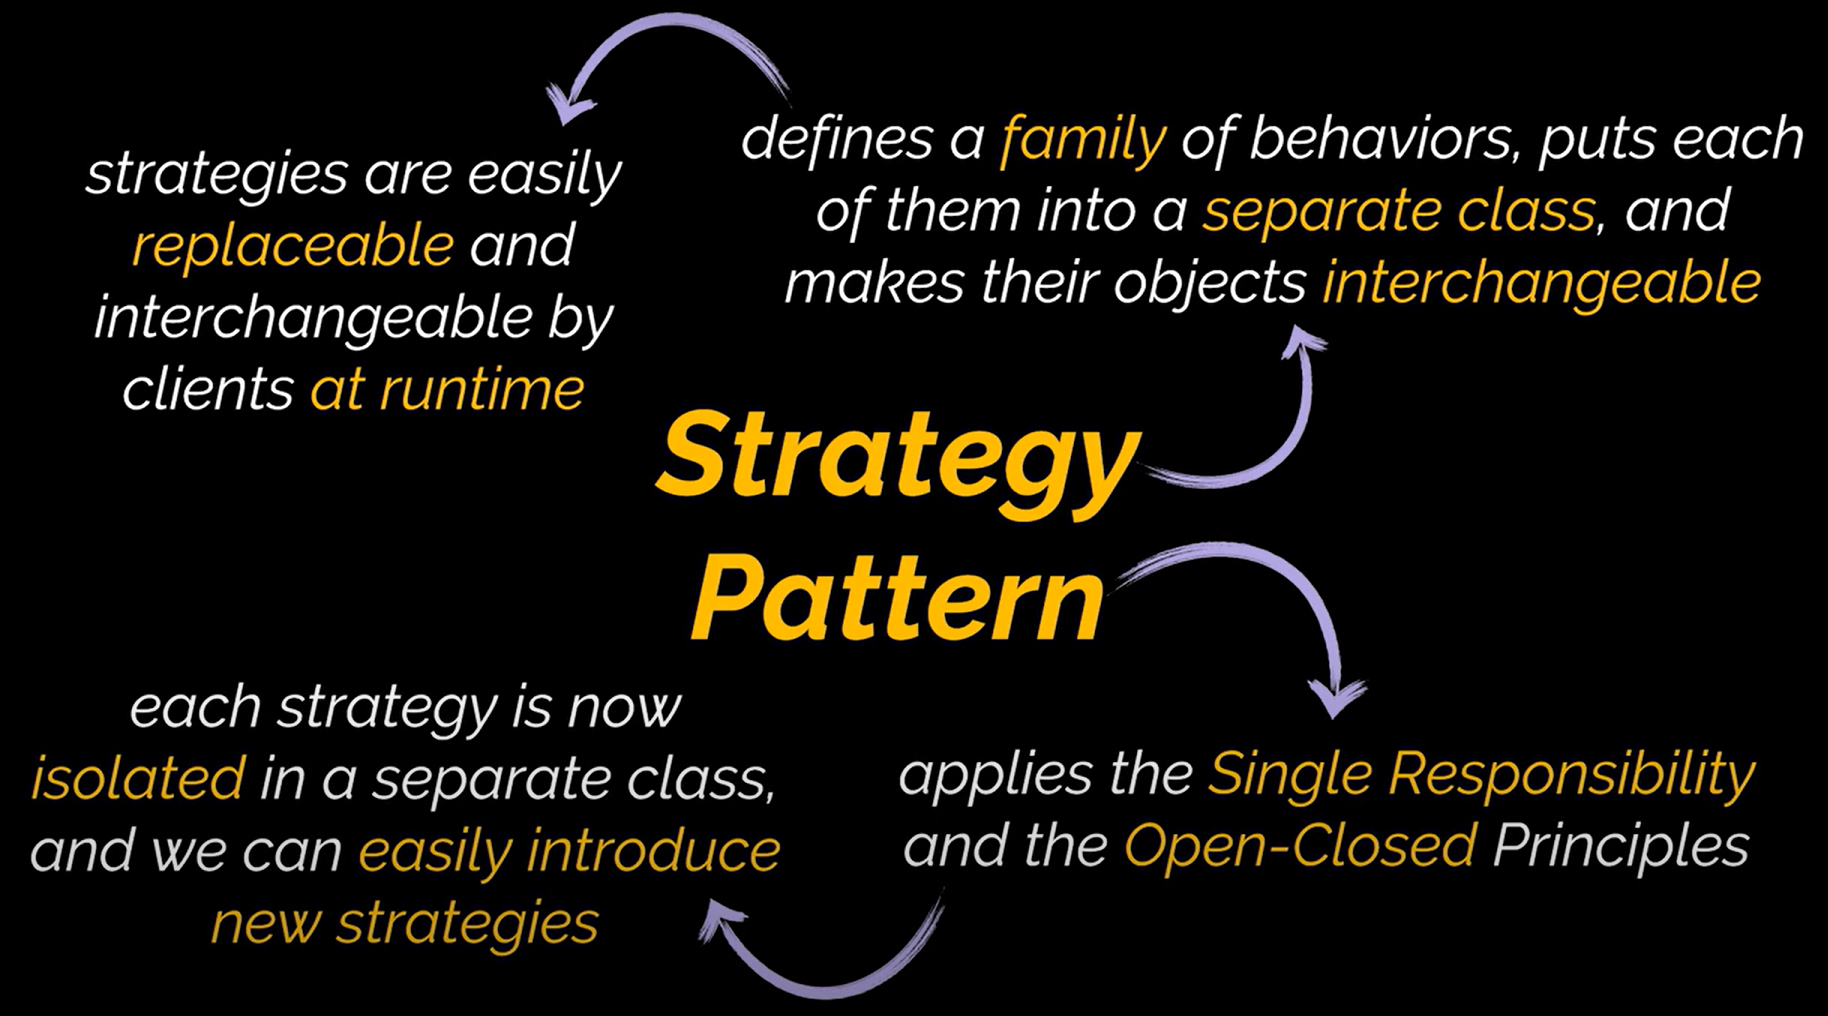 defines a family of behaviors, puts each
of them into a separate class, and
makes their objects interchangeable
strategies are easily
replaceable and
interchangeable by
clients at runtime
Strategy
Pattern
applies the Single Responsibility
and the Open-Closed Principles
each strategy is now
isolated in a separate class,
and we can easily introduce
new strategies